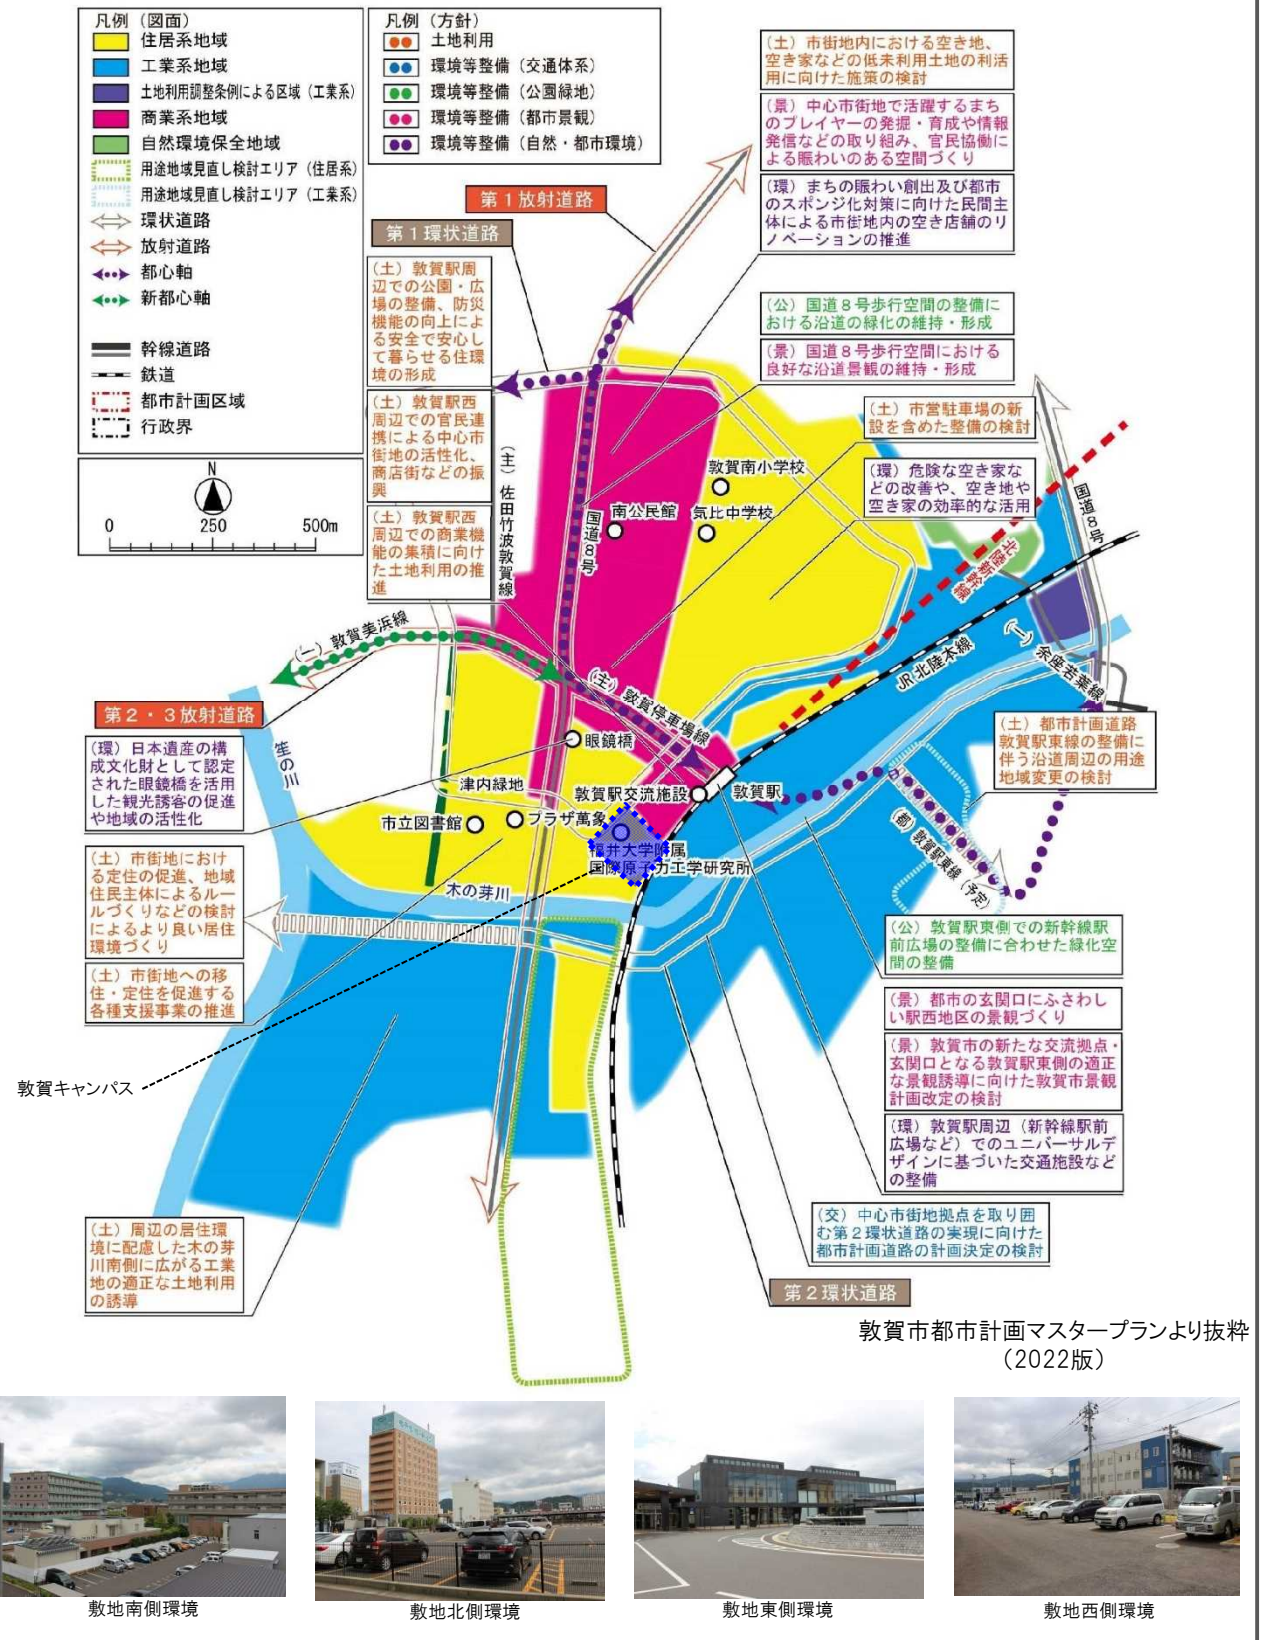 凡例（図面）
住居系地域
工業系地域
土地利用調整条例による区域（工業系）
商業系地域
自然環境保全地域
用途地域見直し検討エリア（住居系）
用途地域見直し検討エリア（工業系）
環状道路
放射道路
都心軸
新都心軸
幹線道路
鉄道
都市計画区域
行政界
凡例（方針）
土地利用
環境等整備（交通体系）
環境等整備（公園緑地）
環境等整備（都市景観）
環境等整備（自然・都市環境）
N
0 250 500m
（土）市街地内における空き地、
空き家などの低未利用土地の利活
用に向けた施策の検討
（景）中心市街地で活躍するまち
のプレイヤーの発掘・育成や情報
発信などの取り組み、官民協働に
よる賑わいのある空間づくり
（環）まちの賑わい創出及び都市
のスポンジ化対策に向けた民間主
体による市街地内の空き店舗のリ
ノベーションの推進
第１放射道路
第１環状道路
（土）敦賀駅周
辺での公園・広
場の整備、防災
機能の向上によ
る安全で安心し
て暮らせる住環
境の形成
（土）敦賀駅西
周辺での官民連
携による中心市
街地の活性化、
商店街などの振
興
（土）敦賀駅西
周辺での商業機
能の集積に向け
た土地利用の推
進
（公）国道８号歩行空間の整備に
おける沿道の緑化の維持・形成
（景）国道８号歩行空間における
良好な沿道景観の維持・形成
（土）市営駐車場の新
設を含めた整備の検討
（環）危険な空き家な
どの改善や、空き地や
空き家の効率的な活用
（主）佐田竹波敦賀線
国道８号
敦賀南小学校
南公民館
気比中学校
国道８号
北陸新幹線
JR北陸本線
（一）余座若葉線
（一）敦賀美浜線
（主）敦賀停車場線
第２・３放射道路
（環）日本遺産の構
成文化財として認定
された眼鏡橋を活用
した観光誘客の促進
や地域の活性化
笙の川
眼鏡橋
津内緑地
敦賀駅交流施設
敦賀駅
市立図書館
プラザ萬象
福井大学附属
国際原子力工学研究所
木の芽川
（都）敦賀駅東線（予定）
（土）都市計画道路
敦賀駅東線の整備に
伴う沿道周辺の用途
地域変更の検討
（土）市街地におけ
る定住の促進、地域
住民主体によるルー
ルづくりなどの検討
によるより良い居住
環境づくり
（土）市街地への移
住・定住を促進する
各種支援事業の推進
敦賀キャンパス
（公）敦賀駅東側での新幹線駅
前広場の整備に合わせた緑化空
間の整備
（景）都市の玄関口にふさわし
い駅西地区の景観づくり
（景）敦賀市の新たな交流拠点・
玄関口となる敦賀駅東側の適正
な景観誘導に向けた敦賀市景観
計画改定の検討
（環）敦賀駅周辺（新幹線駅前
広場など）でのユニバーサルデ
ザインに基づいた交通施設など
の整備
（土）周辺の居住環
境に配慮した木の芽
川南側に広がる工業
地の適正な土地利用
の誘導
（交）中心市街地拠点を取り囲
む第２環状道路の実現に向けた
都市計画道路の計画決定の検討
第２環状道路
敦賀市都市計画マスタープランより抜粋
（2022版）
敷地南側環境
敷地北側環境
敷地東側環境
敷地西側環境